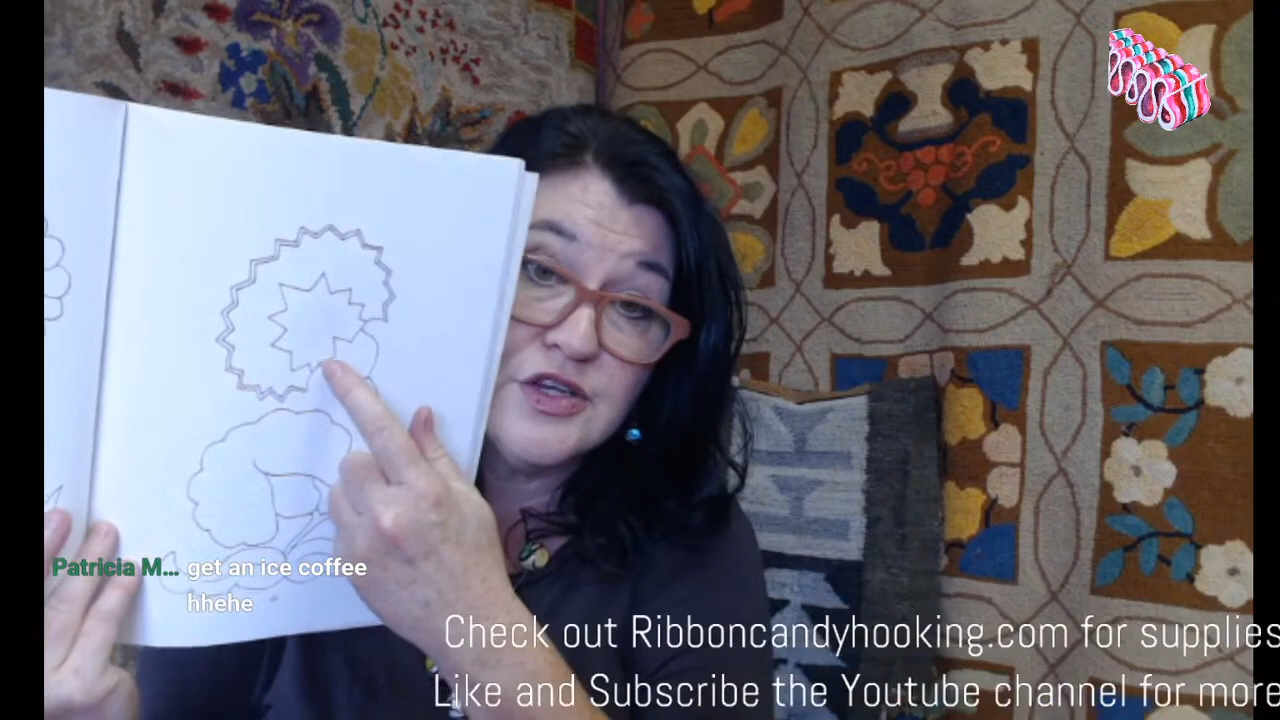 Patricia M... get an ice coffee
hhehe
Check out Ribboncandyhooking.com for supplies
Like and Subscribe the Youtube channel for more